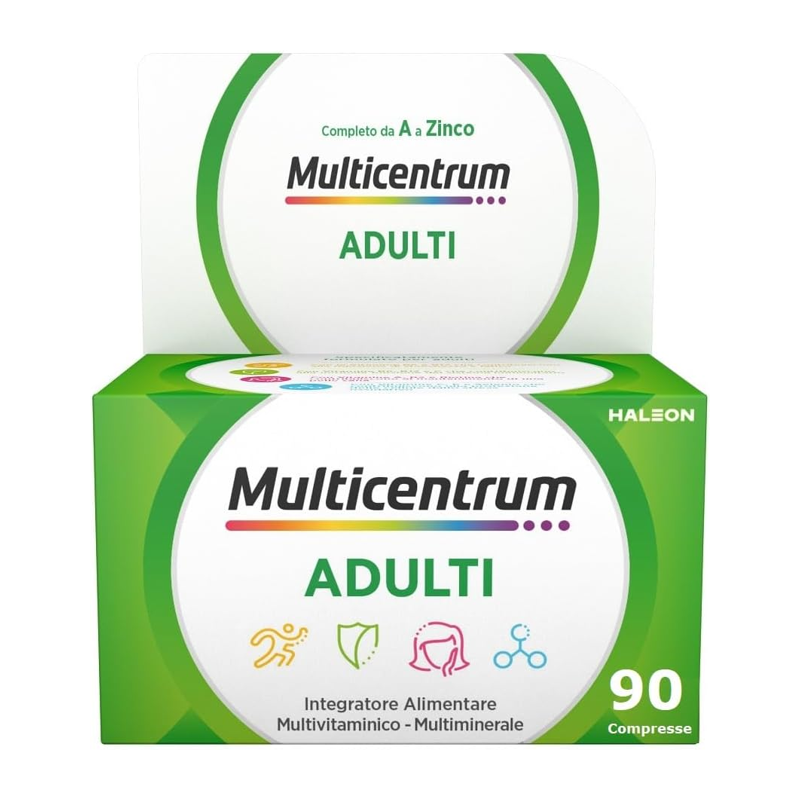 Completo da A a Zinco
Multicentrum
ADULTI
HALEON
Multicentrum
ADULTI
Integratore Alimentare
Multivitaminico - Multiminerale
90
Compresse